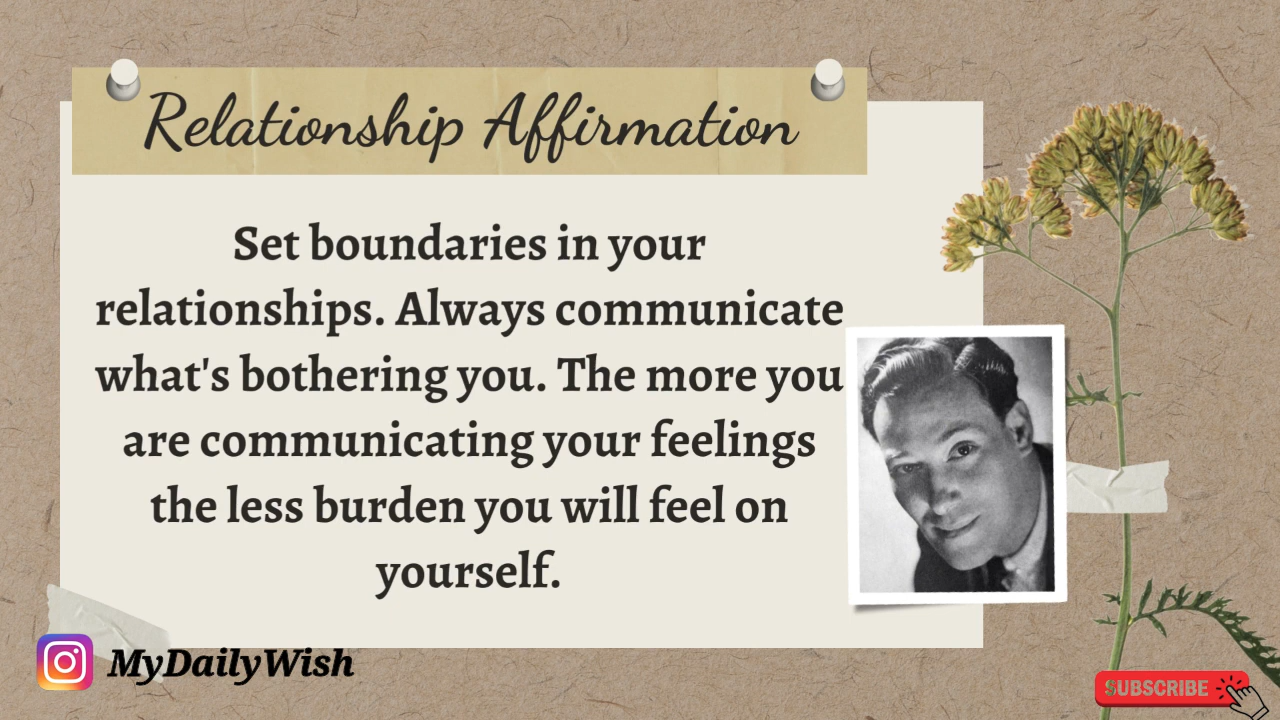 Relationship Affirmation
Set boundaries in your
relationships. Always communicate
what's bothering you. The more you
are communicating your feelings
the less burden you will feel on
yourself.
MyDailyWish
SUBSCRIBE